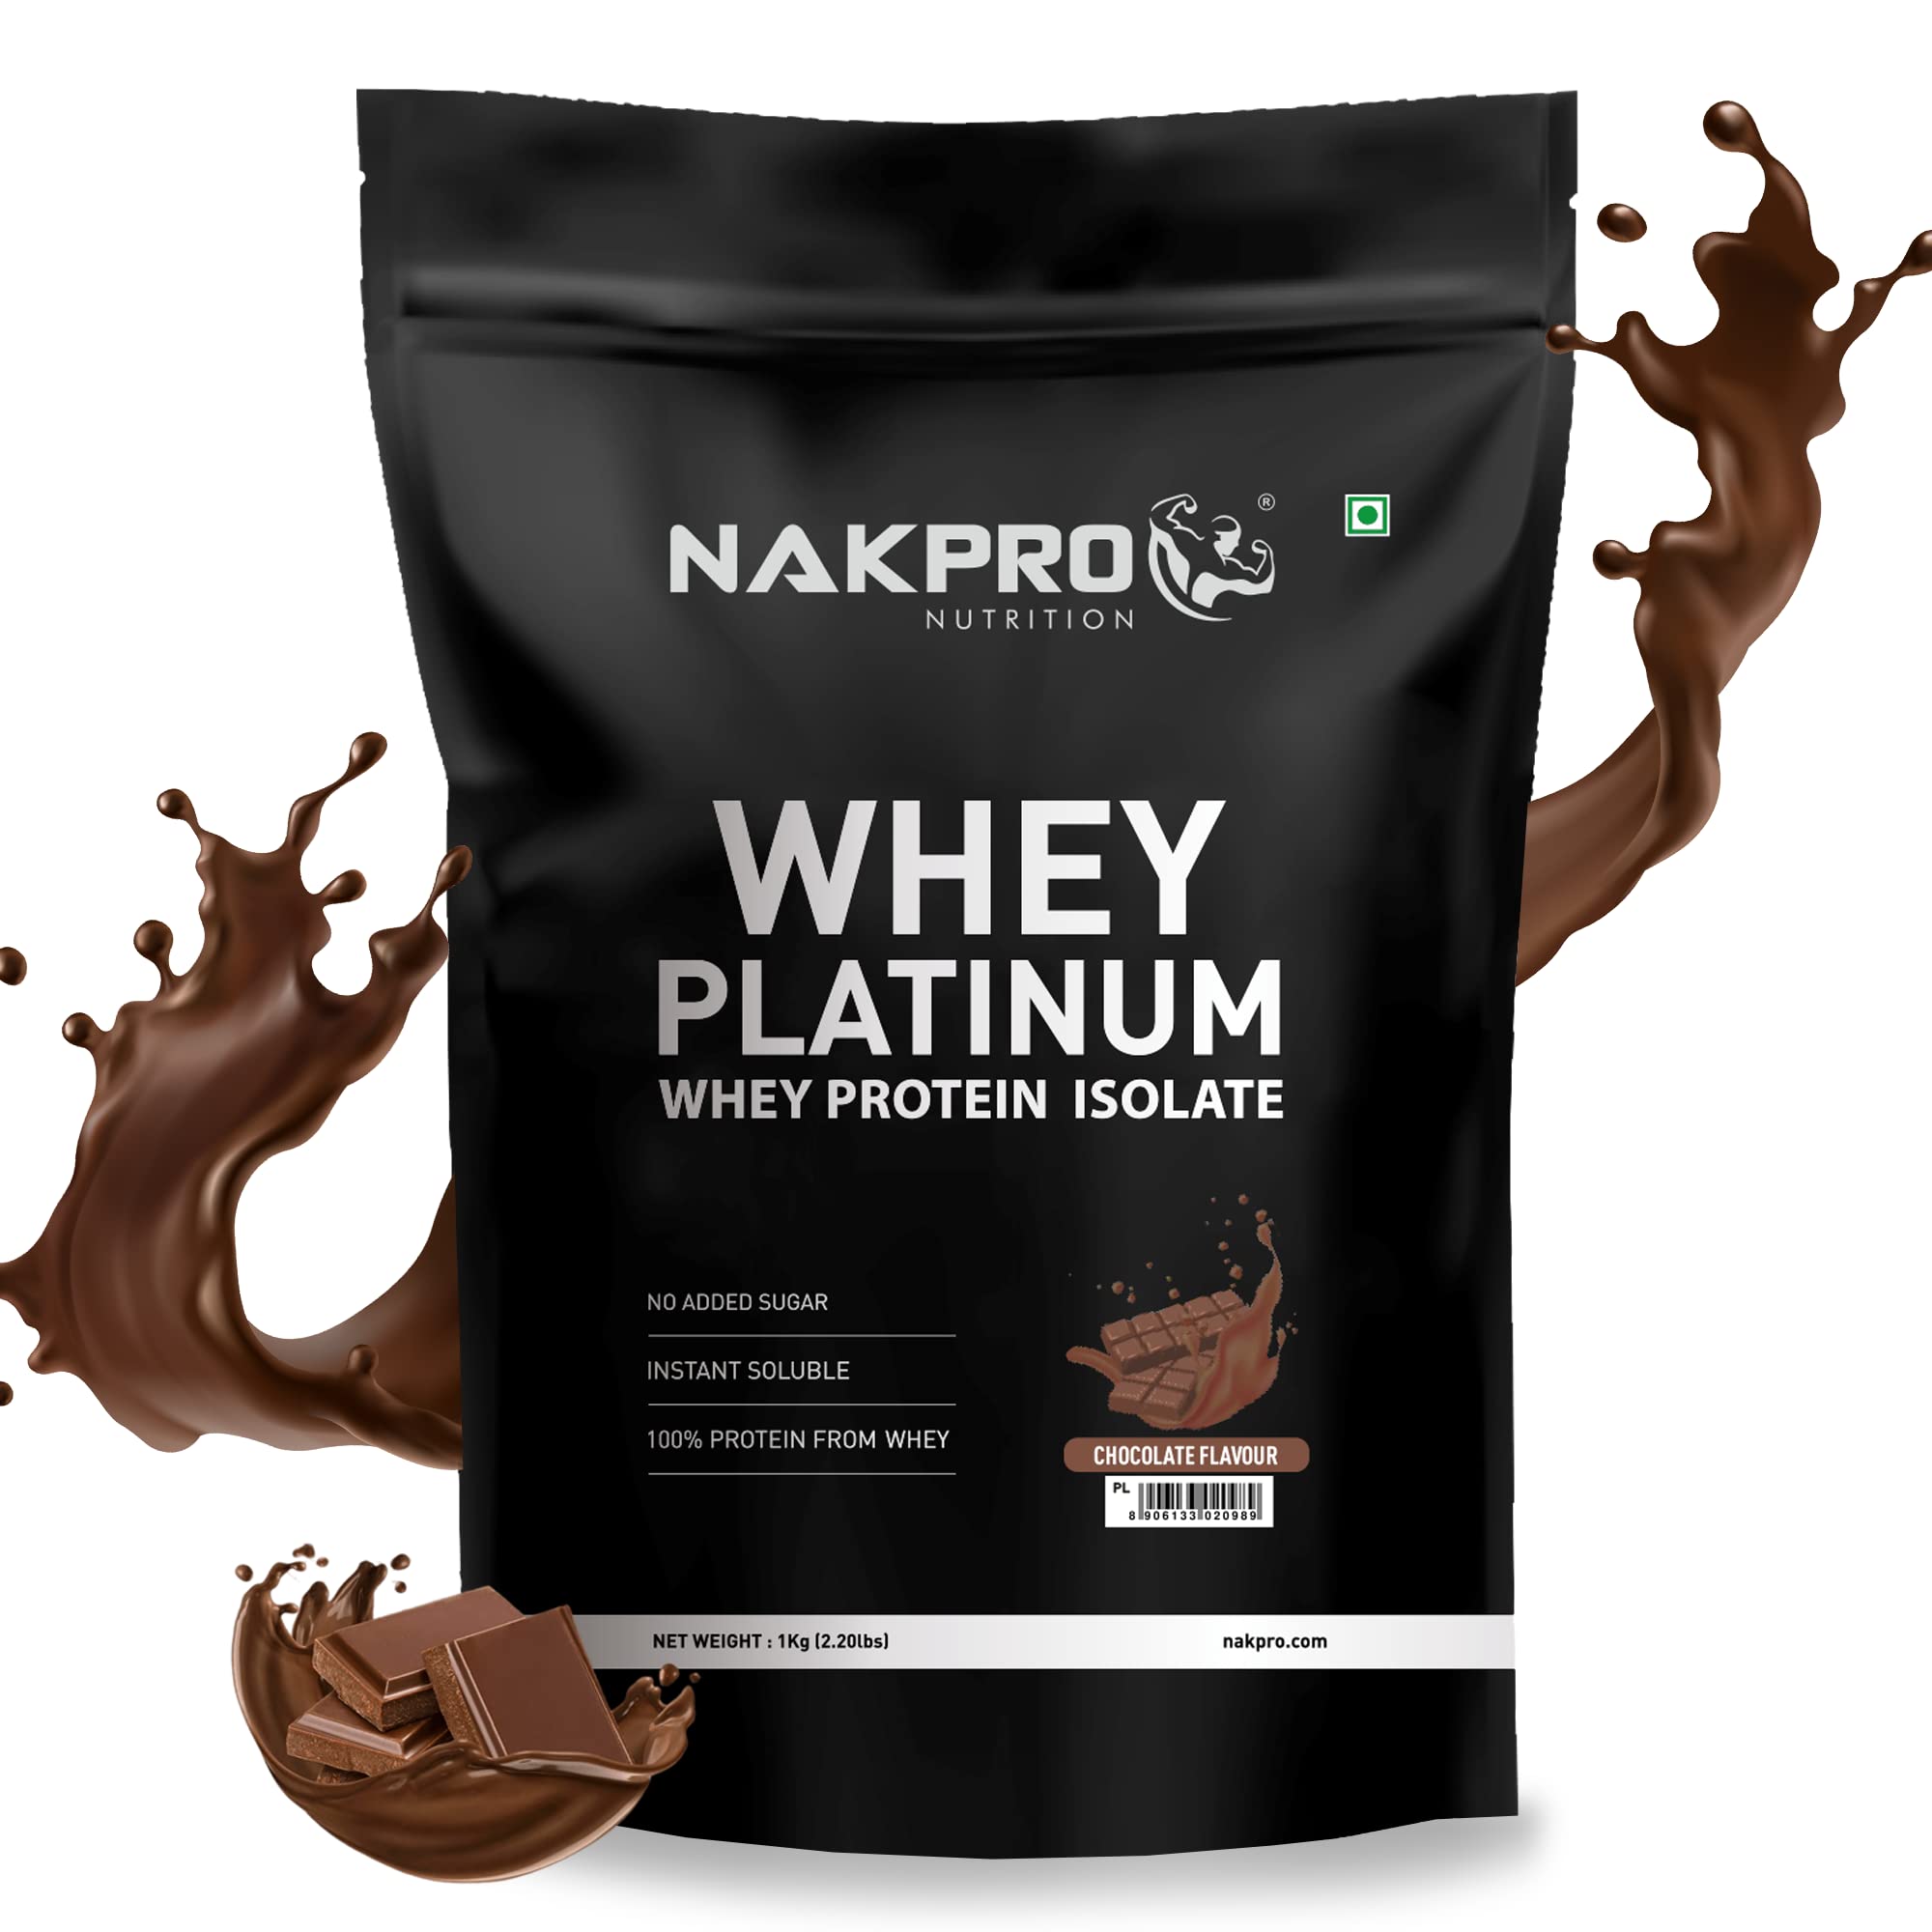 NAKPRO ®
NUTRITION
WHEY
PLATINUM
WHEY PROTEIN ISOLATE
NO ADDED SUGAR
INSTANT SOLUBLE
100% PROTEIN FROM WHEY
CHOCOLATE FLAVOUR
PL
8 906133 020989
NET WEIGHT : 1Kg (2.20lbs)
nakpro.com